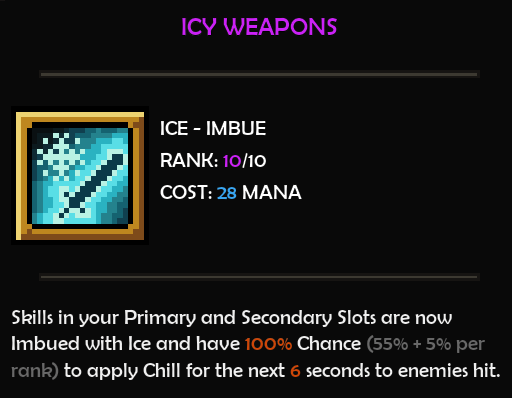 ICY WEAPONS
ICE - IMBUE
RANK: 10/10
COST: 28 MANA
Skills in your Primary and Secondary Slots are now
Imbued with Ice and have 100% Chance (55% + 5% per
rank) to apply Chill for the next 6 seconds to enemies hit.